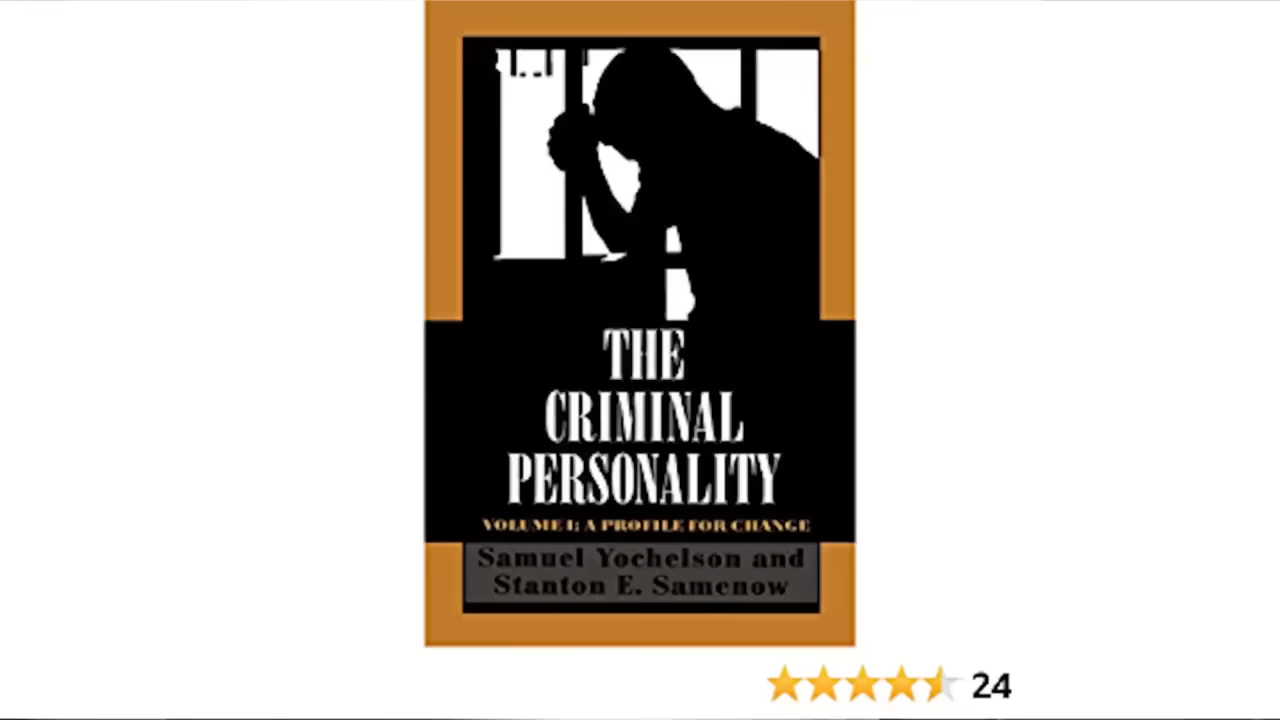 THE
CRIMINAL
PERSONALITY
VOLUME I: A PROFILE FOR CHANGE
Samuel Yochelson and
Stanton E. Samenow
24